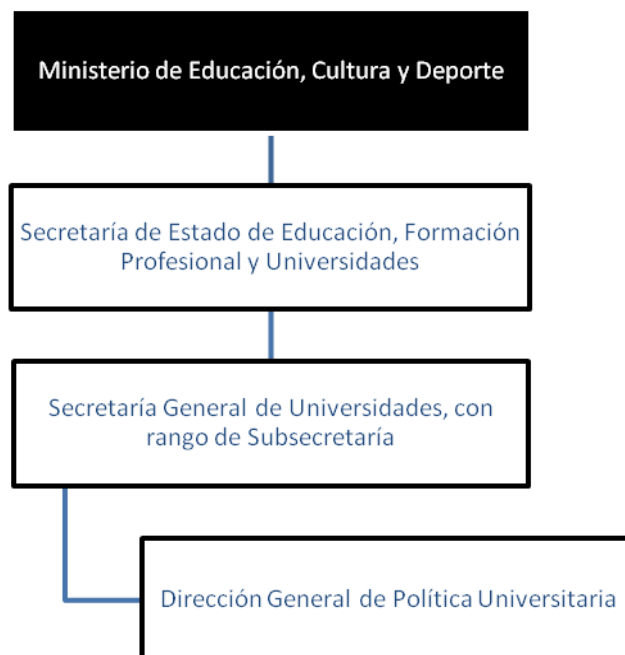 Ministerio de Educación, Cultura y Deporte
Secretaría de Estado de Educación, Formación
Profesional y Universidades
Secretaría General de Universidades, con
rango de Subsecretaría
Dirección General de Política Universitaria